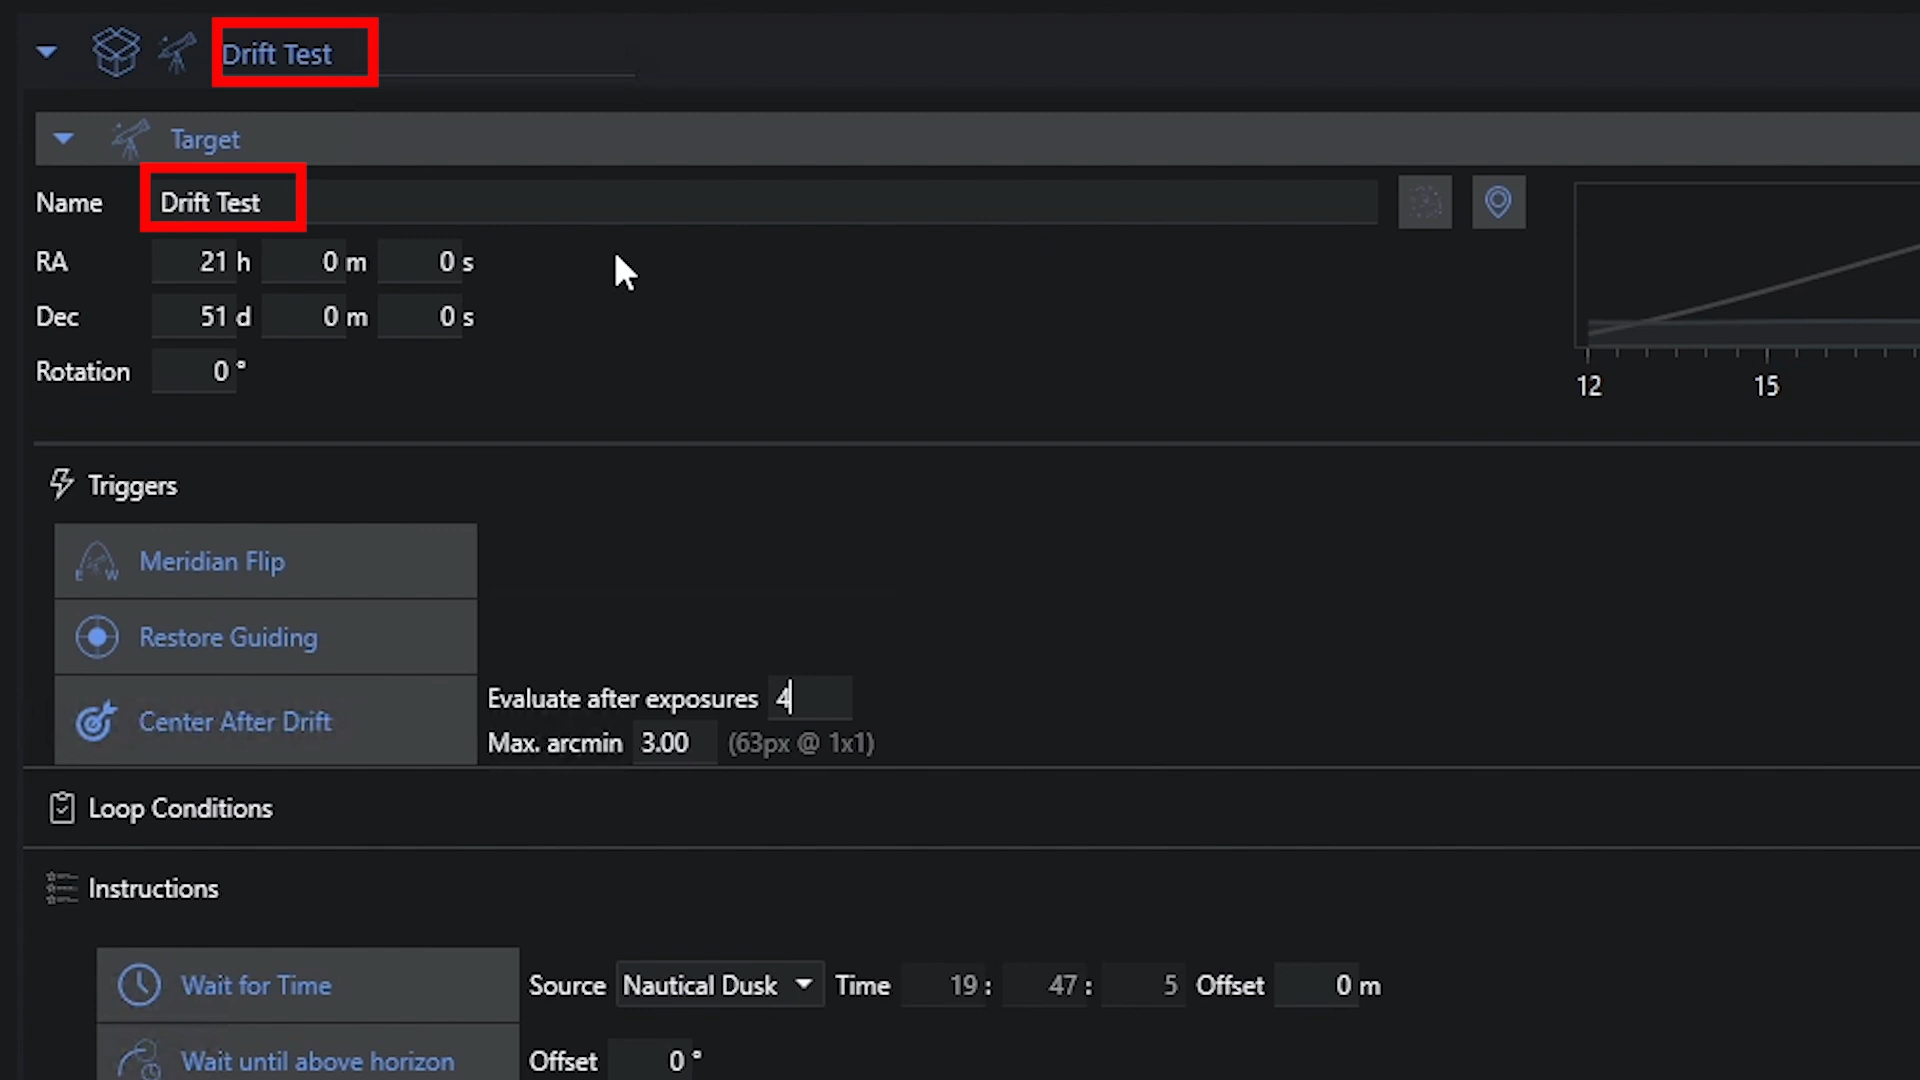 Drift Test
Target
Name Drift Test
RA 21 h 0 m 0 s
Dec 51 d 0 m 0 s
Rotation 0 °
12 15
Triggers
E W Meridian Flip
Restore Guiding
Center After Drift
Evaluate after exposures 4
Max. arcmin 3.00 (63px @ 1x1)
Loop Conditions
Instructions
Wait for Time Source Nautical Dusk Time 19 : 47 : 5 Offset 0 m
Wait until above horizon Offset 0 °